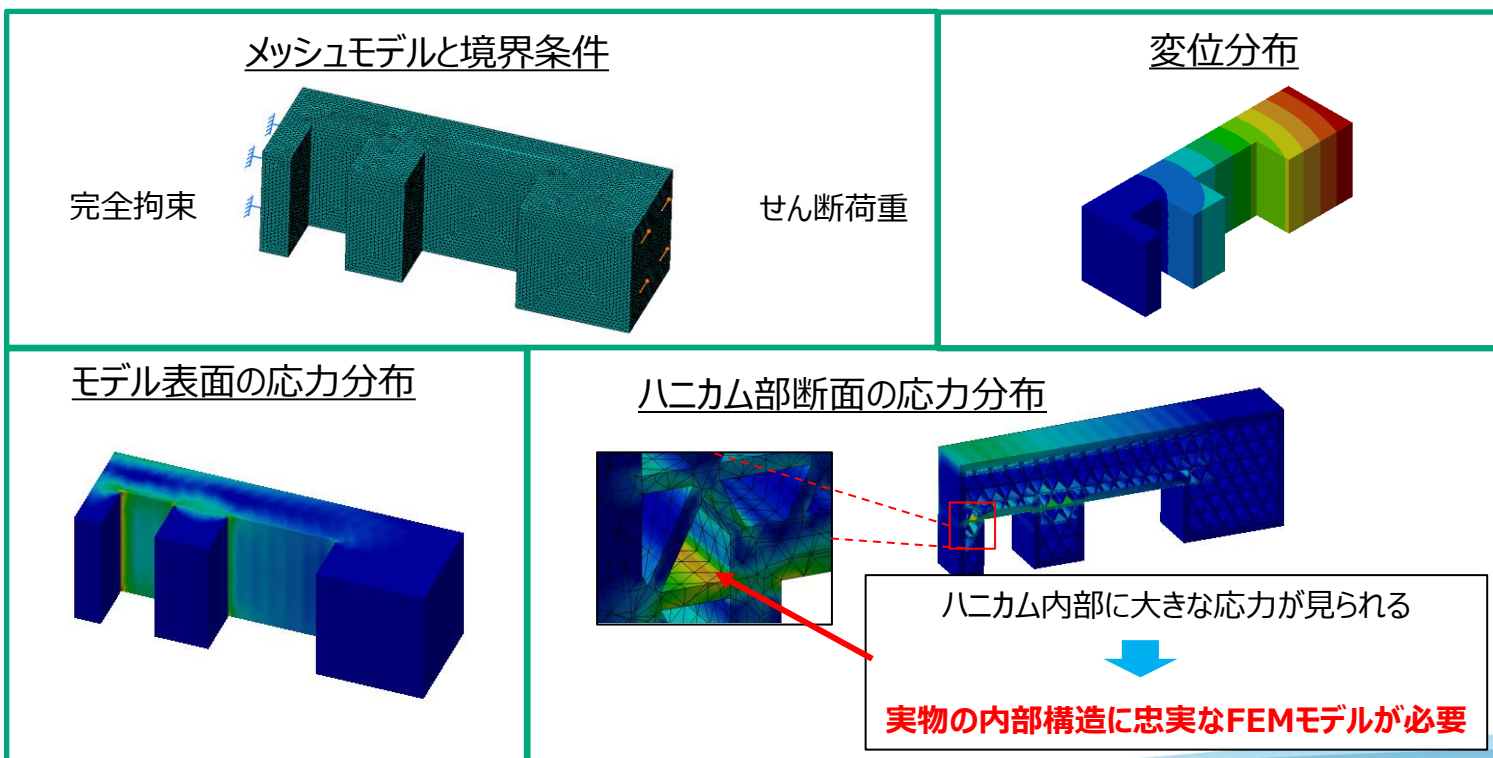 メッシュモデルと境界条件
完全拘束
せん断荷重
変位分布
モデル表面の応力分布
ハニカム部断面の応力分布
ハニカム内部に大きな応力が見られる
実物の内部構造に忠実なFEMモデルが必要